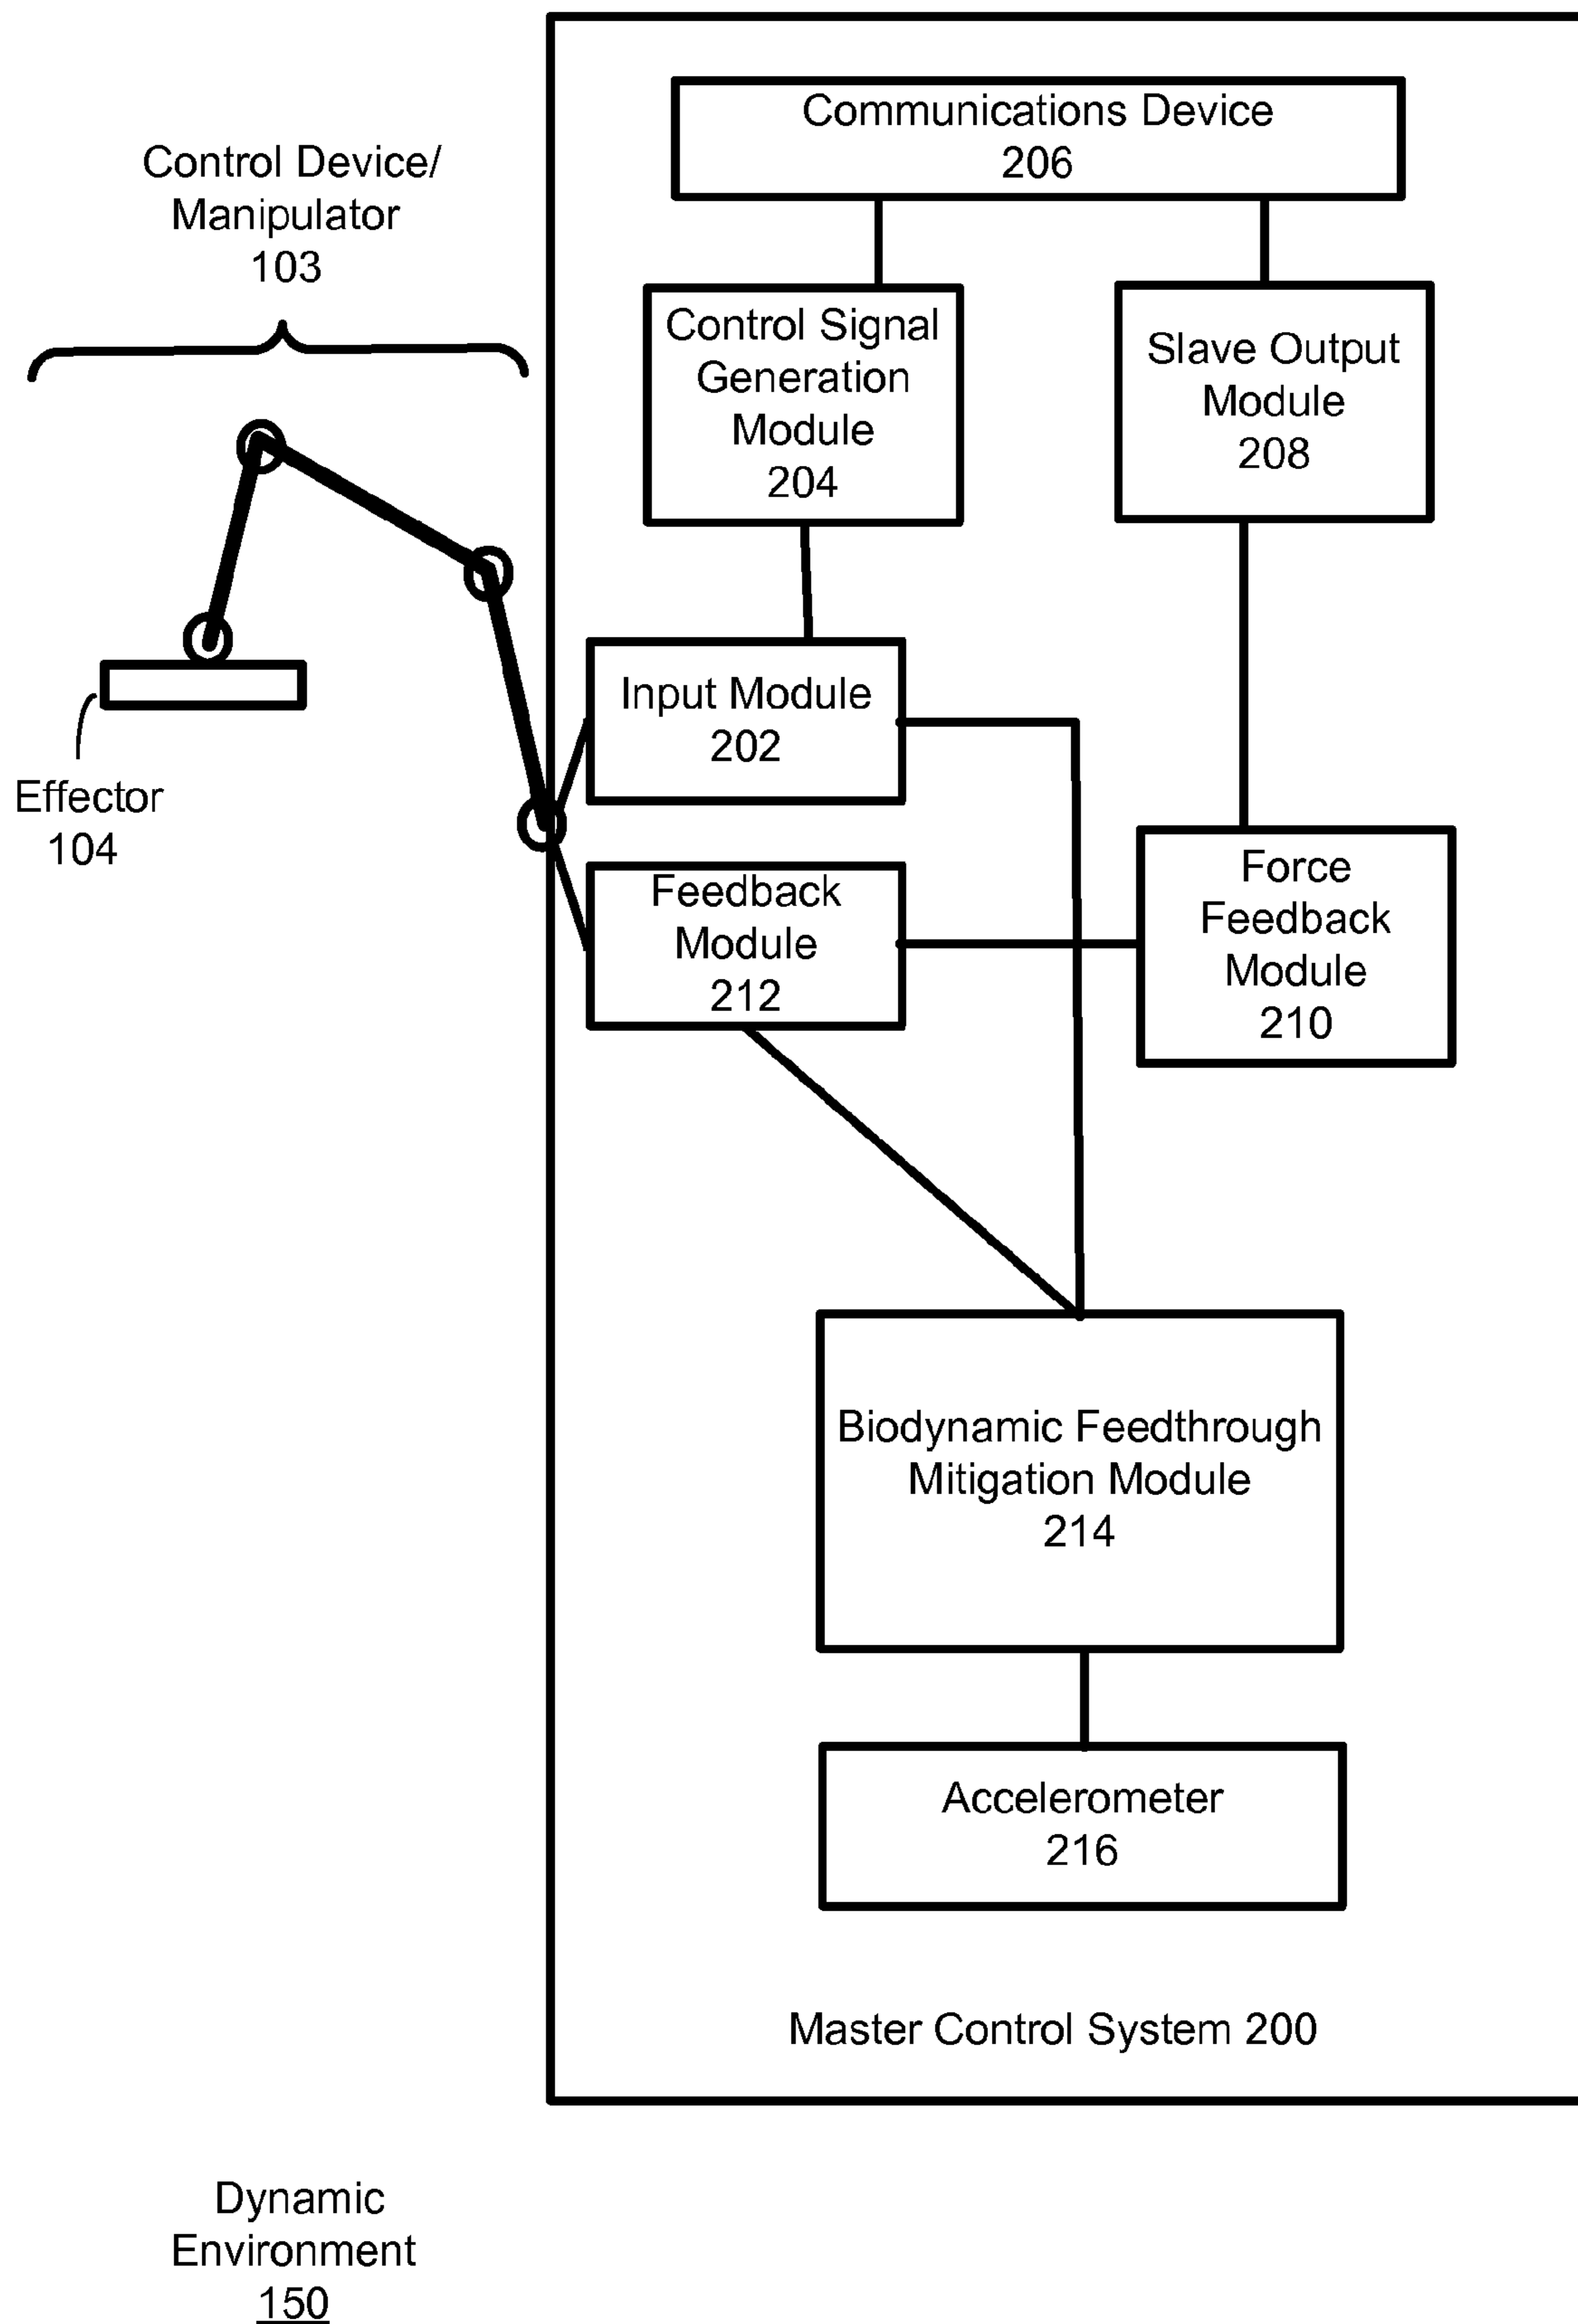 Communications Device
206
Control Device/
Manipulator
103
Control Signal
Generation
Module
204
Slave Output
Module
208
Input Module
202
Effector
104
Feedback
Module
212
Force
Feedback
Module
210
Biodynamic Feedthrough
Mitigation Module
214
Accelerometer
216
Master Control System 200
Dynamic
Environment
150